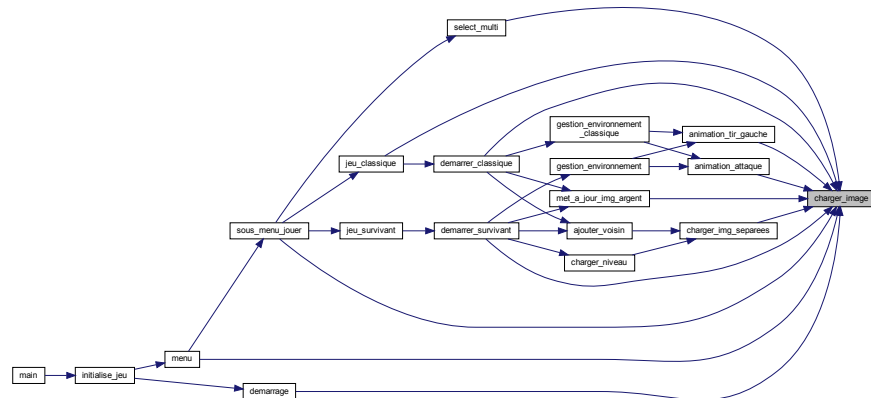 select_multi
gestion_environnement
_classique
animation_tir_gauche
jeu_classique
demarrer_classique
gestion_environnement
animation_attaque
met_a_jour_img_argent
charger_image
sous_menu_jouer
jeu_survivant
demarrer_survivant
ajouter_voisin
charger_img_separees
charger_niveau
menu
main
initialise_jeu
demarrage